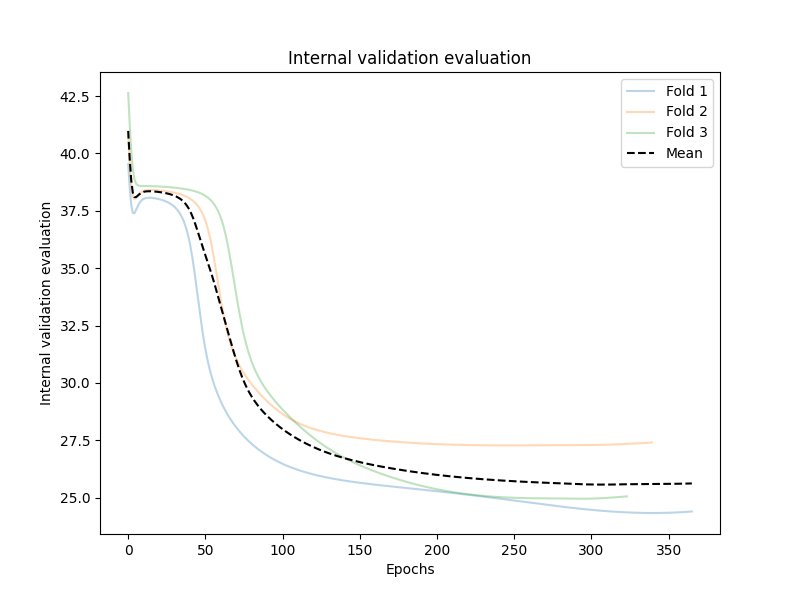 Internal validation evaluation
Fold 1
Fold 2
Fold 3
Mean
Internal validation evaluation
42.5
40.0
37.5
35.0
32.5
30.0
27.5
25.0
0 50 100 150 200 250 300 350
Epochs